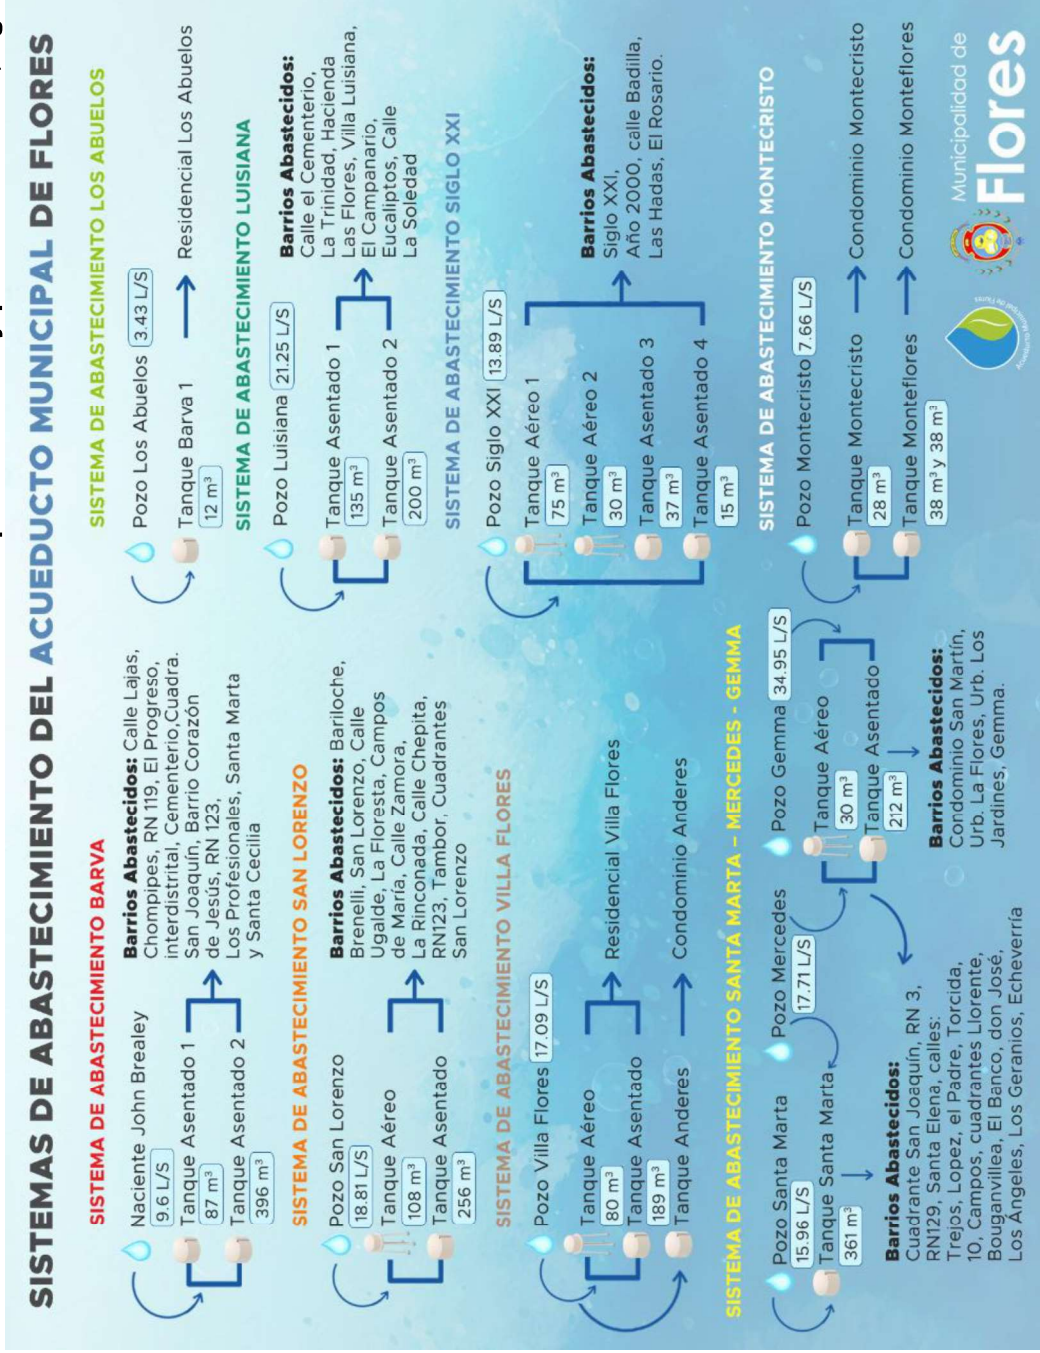 SISTEMAS DE ABASTECIMIENTO DEL ACUEDUCTO MUNICIPAL DE FLORES
SISTEMA DE ABASTECIMIENTO BARVA
Naciente John Brealey
9.6 L/S
Tanque Asentado 1
87 m³
Tanque Asentado 2
396 m³
Barrios Abastecidos: Calle Lajas,
Chompipes, RN 119, El Progreso,
interdistrital, Cementerio,Cuadra.
San Joaquín, Barrio Corazón
de Jesús, RN 123,
Los Profesionales, Santa Marta
y Santa Cecilia
SISTEMA DE ABASTECIMIENTO SAN LORENZO
Pozo San Lorenzo
18.81 L/S
Tanque Aéreo
108 m³
Tanque Asentado
256 m³
Barrios Abastecidos: Bariloche,
Brenelli, San Lorenzo, Calle
Ugalde, La Floresta, Campos
de María, Calle Zamora,
La Rinconada, Calle Chepita,
RN123, Tambor, Cuadrantes
San Lorenzo
SISTEMA DE ABASTECIMIENTO VILLA FLORES
Pozo Villa Flores 17.09 L/S
Tanque Aéreo
80 m³
Tanque Asentado
189 m³
Tanque Anderes
Residencial Villa Flores
Condominio Anderes
SISTEMA DE ABASTECIMIENTO SANTA MARTA – MERCEDES - GEMMA
Pozo Santa Marta
15.96 L/S
Tanque Santa Marta
361 m³
Barrios Abastecidos:
Cuadrante San Joaquín, RN 3,
RN129, Santa Elena, calles:
Trejos, Lopez, el Padre, Torcida,
10, Campos, cuadrantes Llorente,
Bouganvillea, El Banco, don José,
Los Ángeles, Los Geranios, Echeverría
Pozo Mercedes
17.71 L/S
Pozo Gemma 34.95 L/S
Tanque Aéreo
30 m³
Tanque Asentado
212 m³
Barrios Abastecidos:
Condominio San Martín,
Urb. La Flores, Urb. Los
Jardines, Gemma.
SISTEMA DE ABASTECIMIENTO LOS ABUELOS
Pozo Los Abuelos 3.43 L/S
Tanque Barva 1
12 m³
Residencial Los Abuelos
SISTEMA DE ABASTECIMIENTO LUISIANA
Pozo Luisiana 21.25 L/S
Tanque Asentado 1
135 m³
Tanque Asentado 2
200 m³
Barrios Abastecidos:
Calle el Cementerio,
La Trinidad, Hacienda
Las Flores, Villa Luisiana,
El Campanario,
Eucaliptos, Calle
La Soledad
SISTEMA DE ABASTECIMIENTO SIGLO XXI
Pozo Siglo XXI 13.89 L/S
Tanque Aéreo 1
75 m³
Tanque Aéreo 2
30 m³
Tanque Asentado 3
37 m³
Tanque Asentado 4
15 m³
Barrios Abastecidos:
Siglo XXI,
Año 2000, calle Badilla,
Las Hadas, El Rosario.
SISTEMA DE ABASTECIMIENTO MONTECRISTO
Pozo Montecristo 7.66 L/S
Tanque Montecristo
28 m³
Tanque Monteflores
38 m³ y 38 m³
Condominio Montecristo
Condominio Monteflores
Acueducto Municipal de Flores
Municipalidad de
Flores